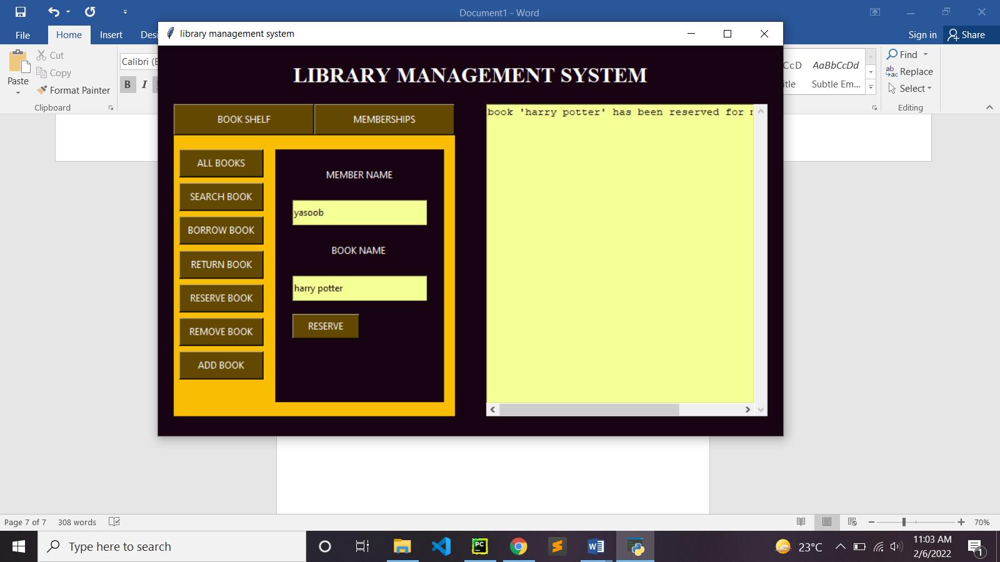 Document1 - Word
File
Home
Insert
Sign in
Share
library management system
Paste
Cut
Copy
Format Painter
Clipboard
Calibri
B I
AaBbCcDd
Subtle Em...
Find
Replace
Select
Editing
LIBRARY MANAGEMENT SYSTEM
BOOK SHELF
MEMBERSHIPS
ALL BOOKS
SEARCH BOOK
BORROW BOOK
RETURN BOOK
RESERVE BOOK
REMOVE BOOK
ADD BOOK
MEMBER NAME
yasoob
BOOK NAME
harry potter
RESERVE
book 'harry potter' has been reserved for
Page 7 of 7
308 words
70%
Type here to search
PC
23°C
11:03 AM
2/6/2022
1